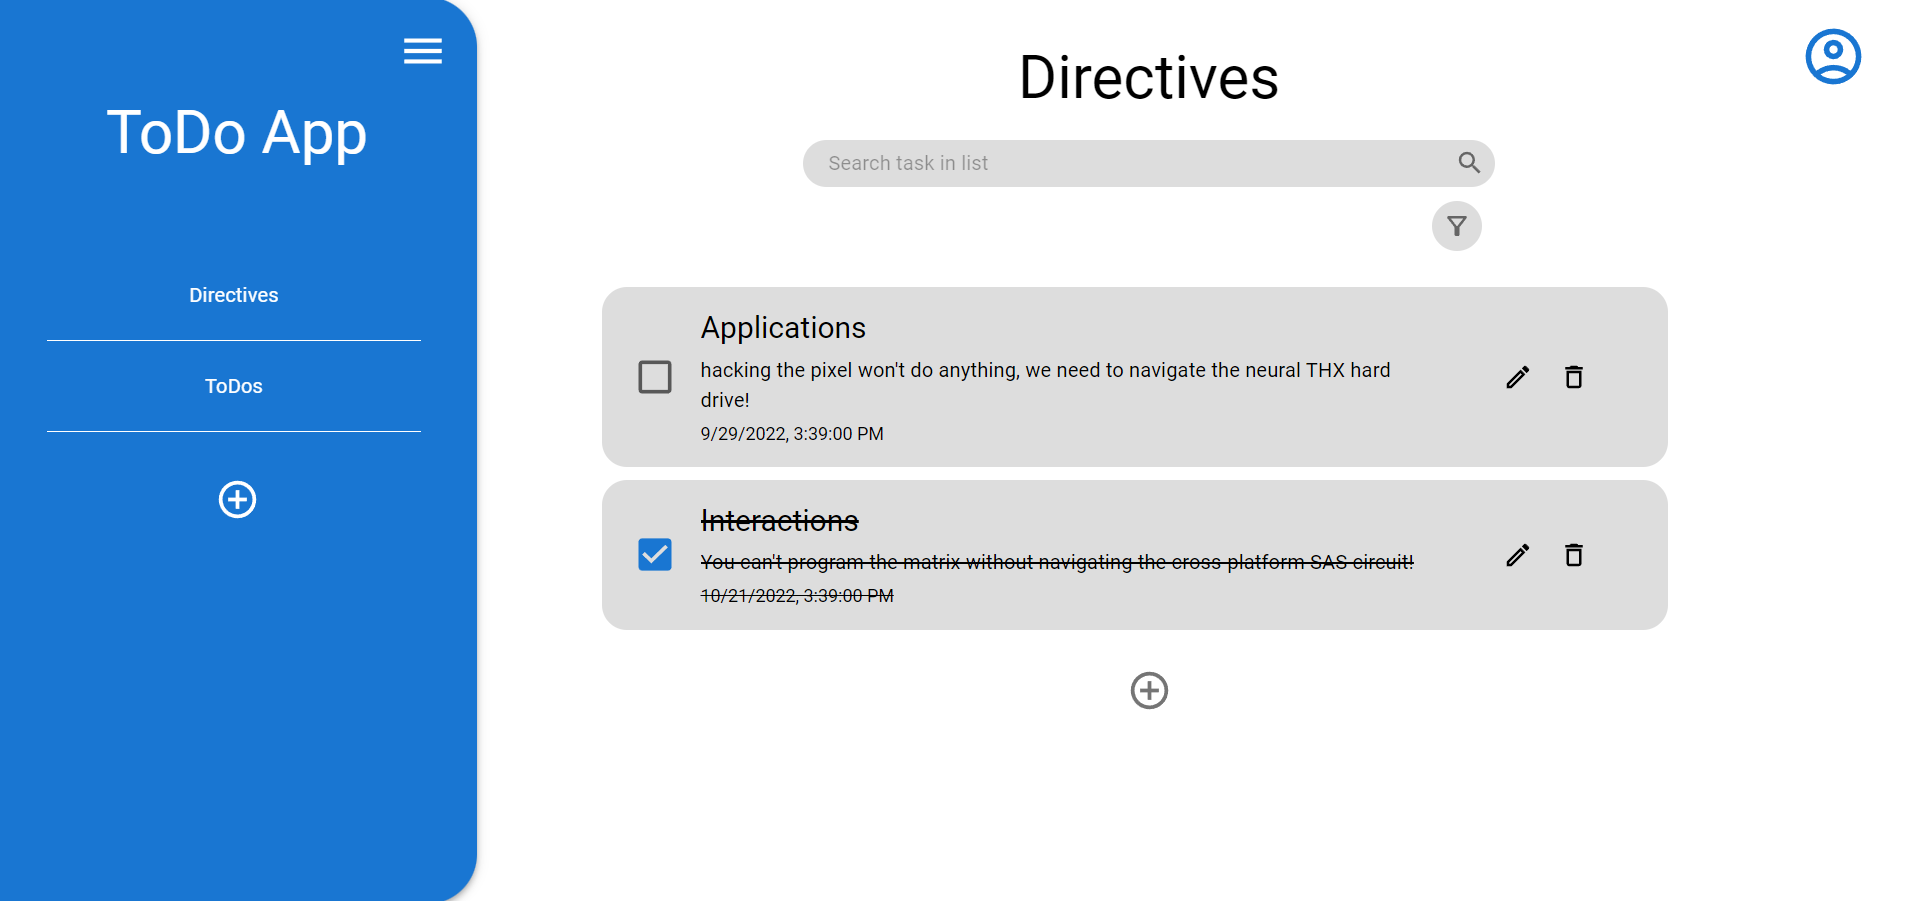 ToDo App
Directives
ToDos
Directives
Search task in list
Applications
hacking the pixel won't do anything, we need to navigate the neural THX hard
drive!
9/29/2022, 3:39:00 PM
Interactions
You can't program the matrix without navigating the cross-platform SAS circuit!
10/21/2022, 3:39:00 PM